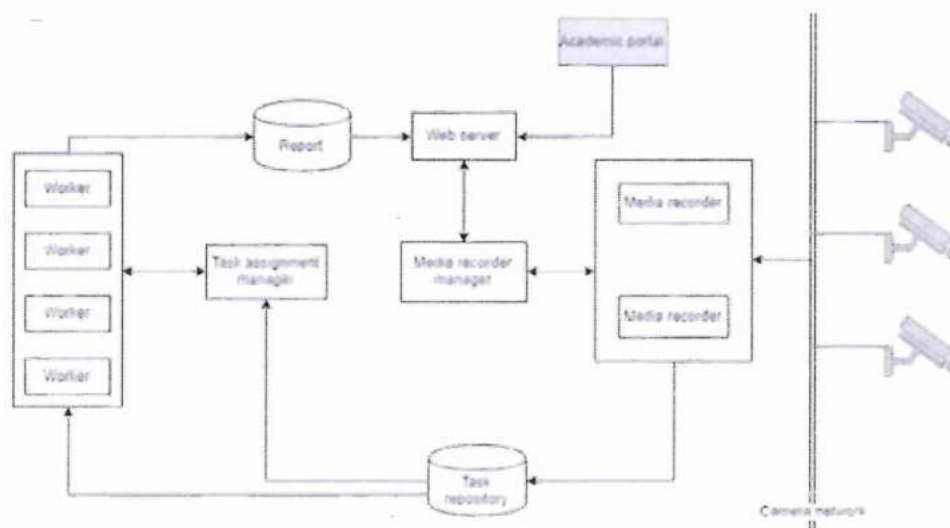 Academic portal
Report
Web server
Worker
Worker
Worker
Worker
Task assignment
manager
Media recorder
manager
Media recorder
Media recorder
Task
repository
Camera network